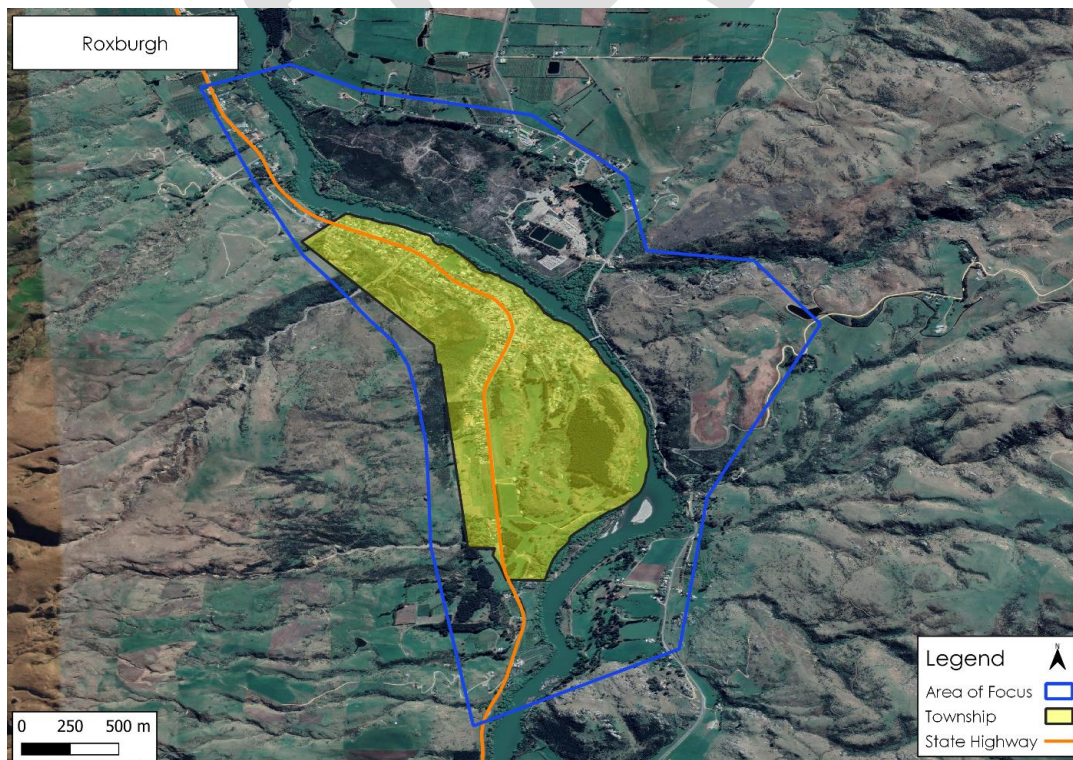 Roxburgh
Legend
N
Area of Focus
Township
State Highway
0 250 500 m